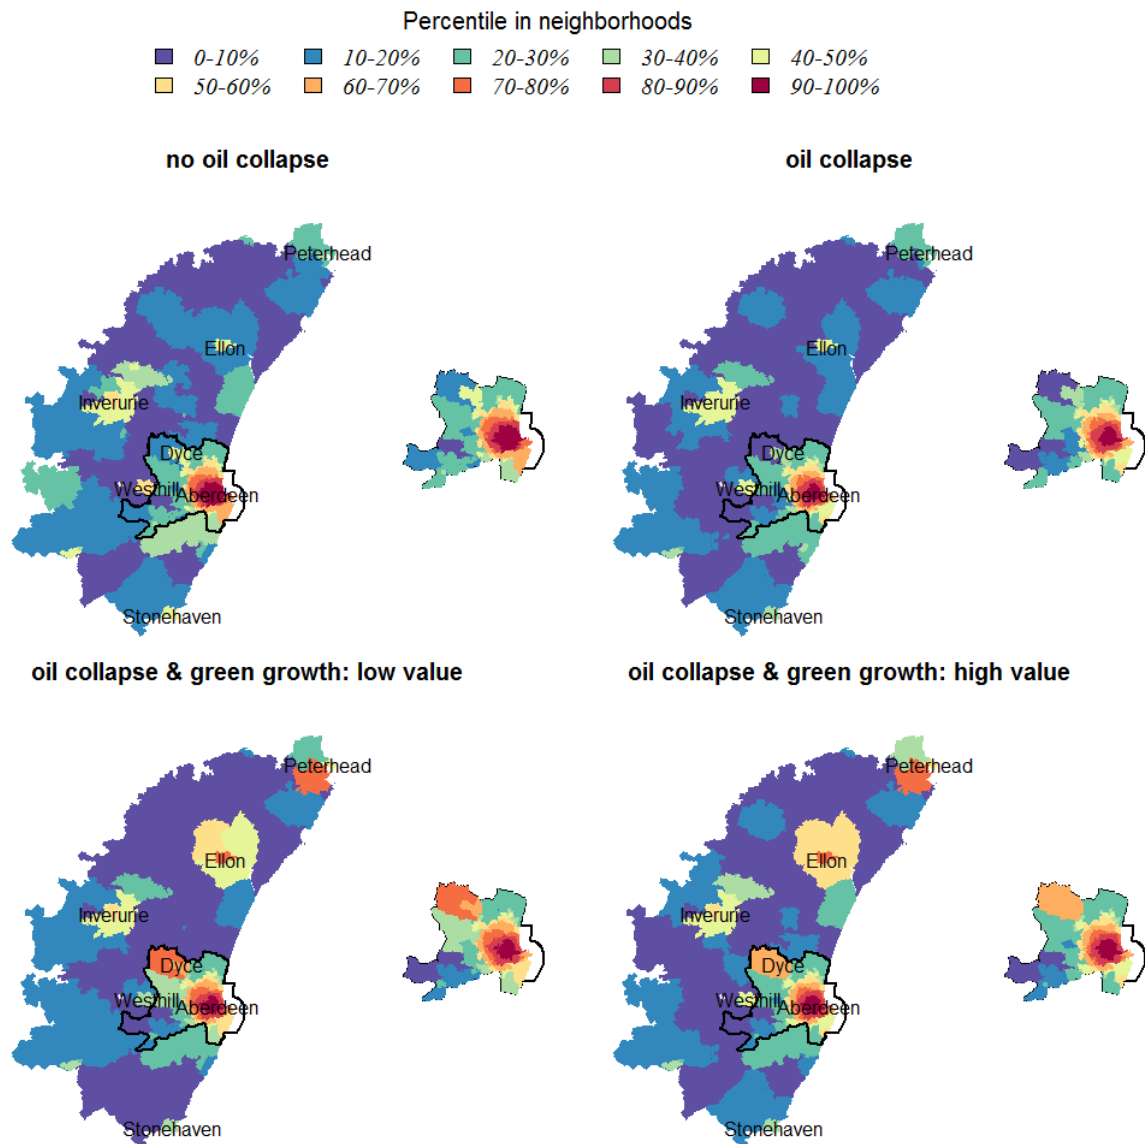 Percentile in neighborhoods
0-10% 10-20% 20-30% 30-40% 40-50%
50-60% 60-70% 70-80% 80-90% 90-100%
no oil collapse
oil collapse
Peterhead
Ellon
Inverurie
Dyce
Westhill
Aberdeen
Stonehaven
Peterhead
Ellon
Inverurie
Dyce
Westhill
Aberdeen
Stonehaven
oil collapse & green growth: low value
oil collapse & green growth: high value
Peterhead
Ellon
Inverurie
Dyce
Westhill
Aberdeen
Stonehaven
Peterhead
Ellon
Inverurie
Dyce
Westhill
Aberdeen
Stonehaven